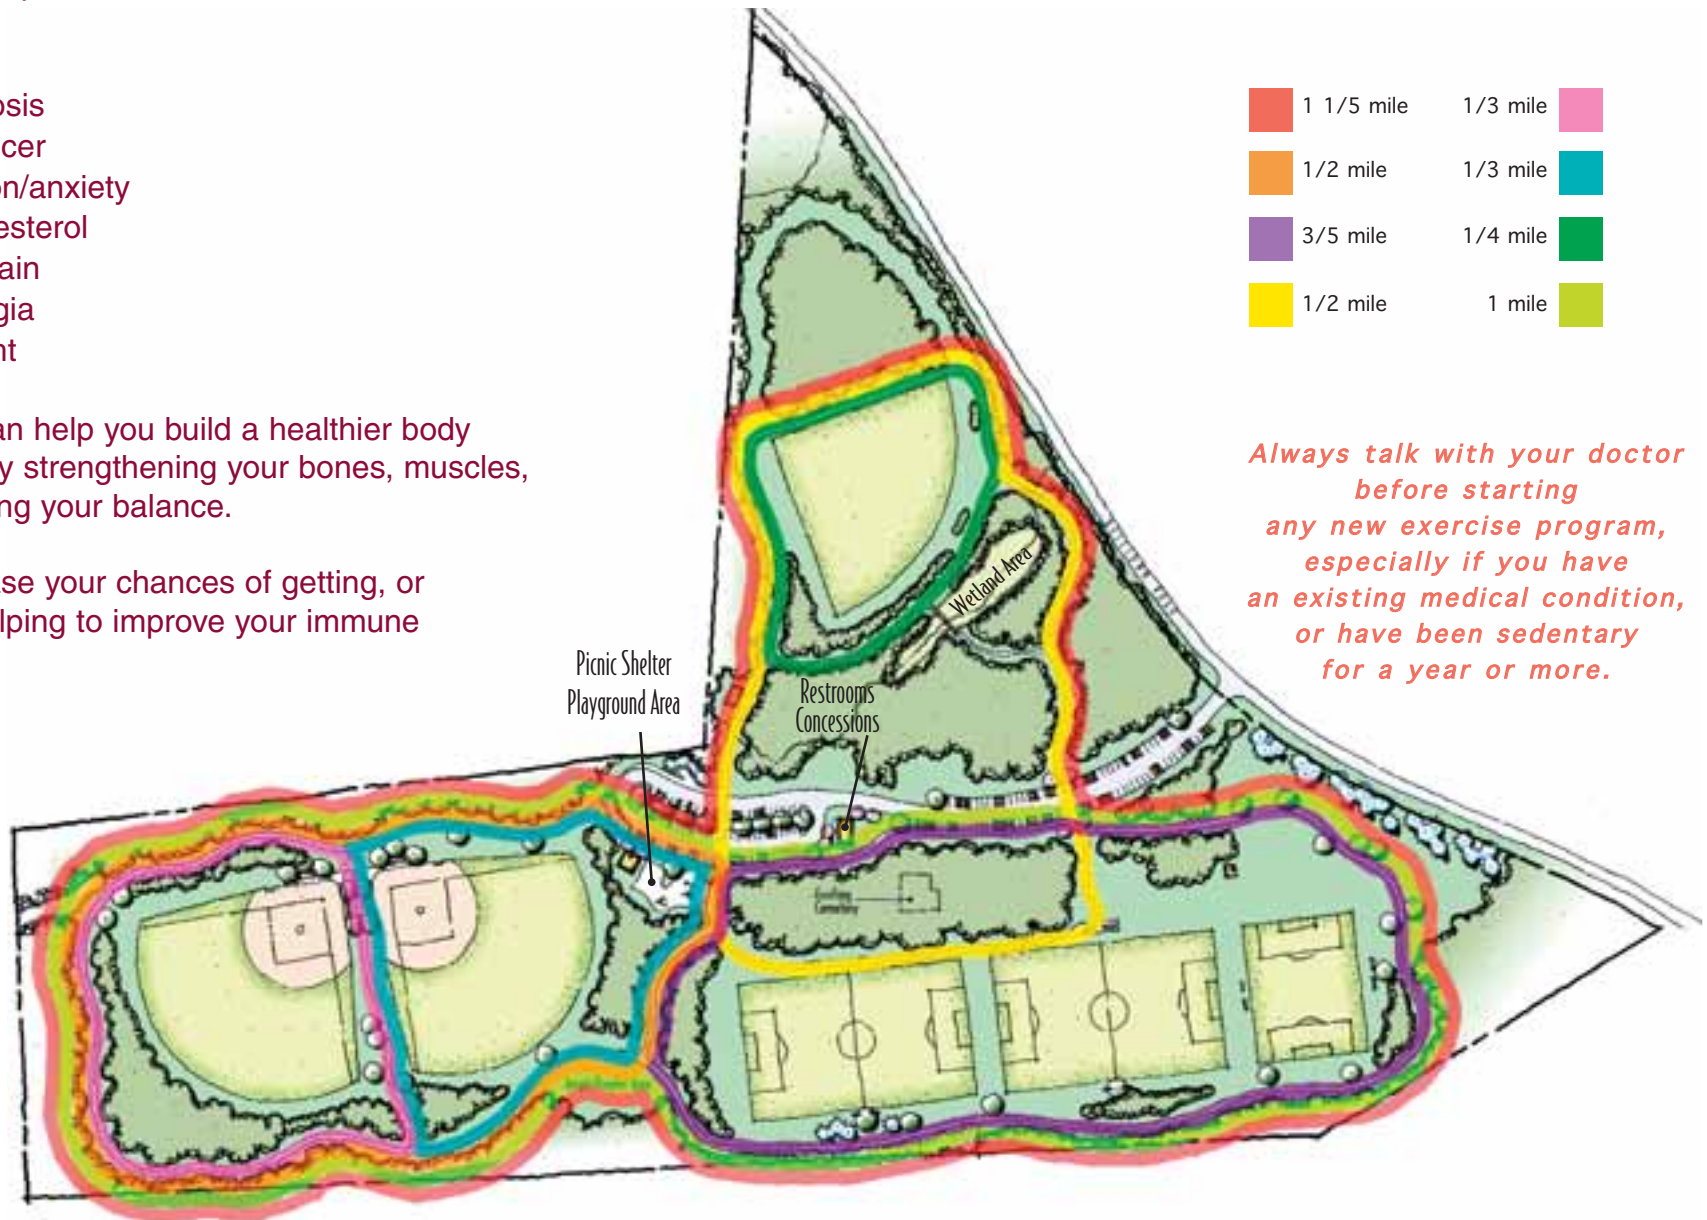 osis
cer
on/anxiety
esterol
ain
gia
nt
an help you build a healthier body
y strengthening your bones, muscles,
ng your balance.
ase your chances of getting, or
lping to improve your immune
1 1/5 mile
1/3 mile
1/2 mile
1/3 mile
3/5 mile
1/4 mile
1/2 mile
1 mile
Always talk with your doctor
before starting
any new exercise program,
especially if you have
an existing medical condition,
or have been sedentary
for a year or more.
Wetland Area
Picnic Shelter
Playground Area
Restrooms
Concessions
Cemetery